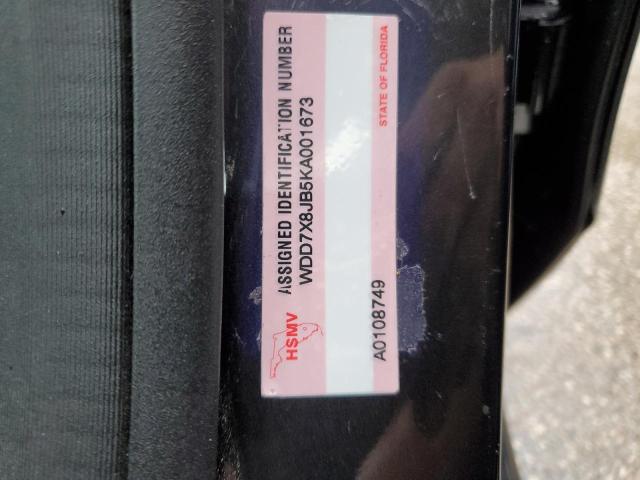 ASSIGNED IDENTIFICATION NUMBER
WDD7X8JB5KA001673
HSMV
A0108749
STATE OF FLORIDA